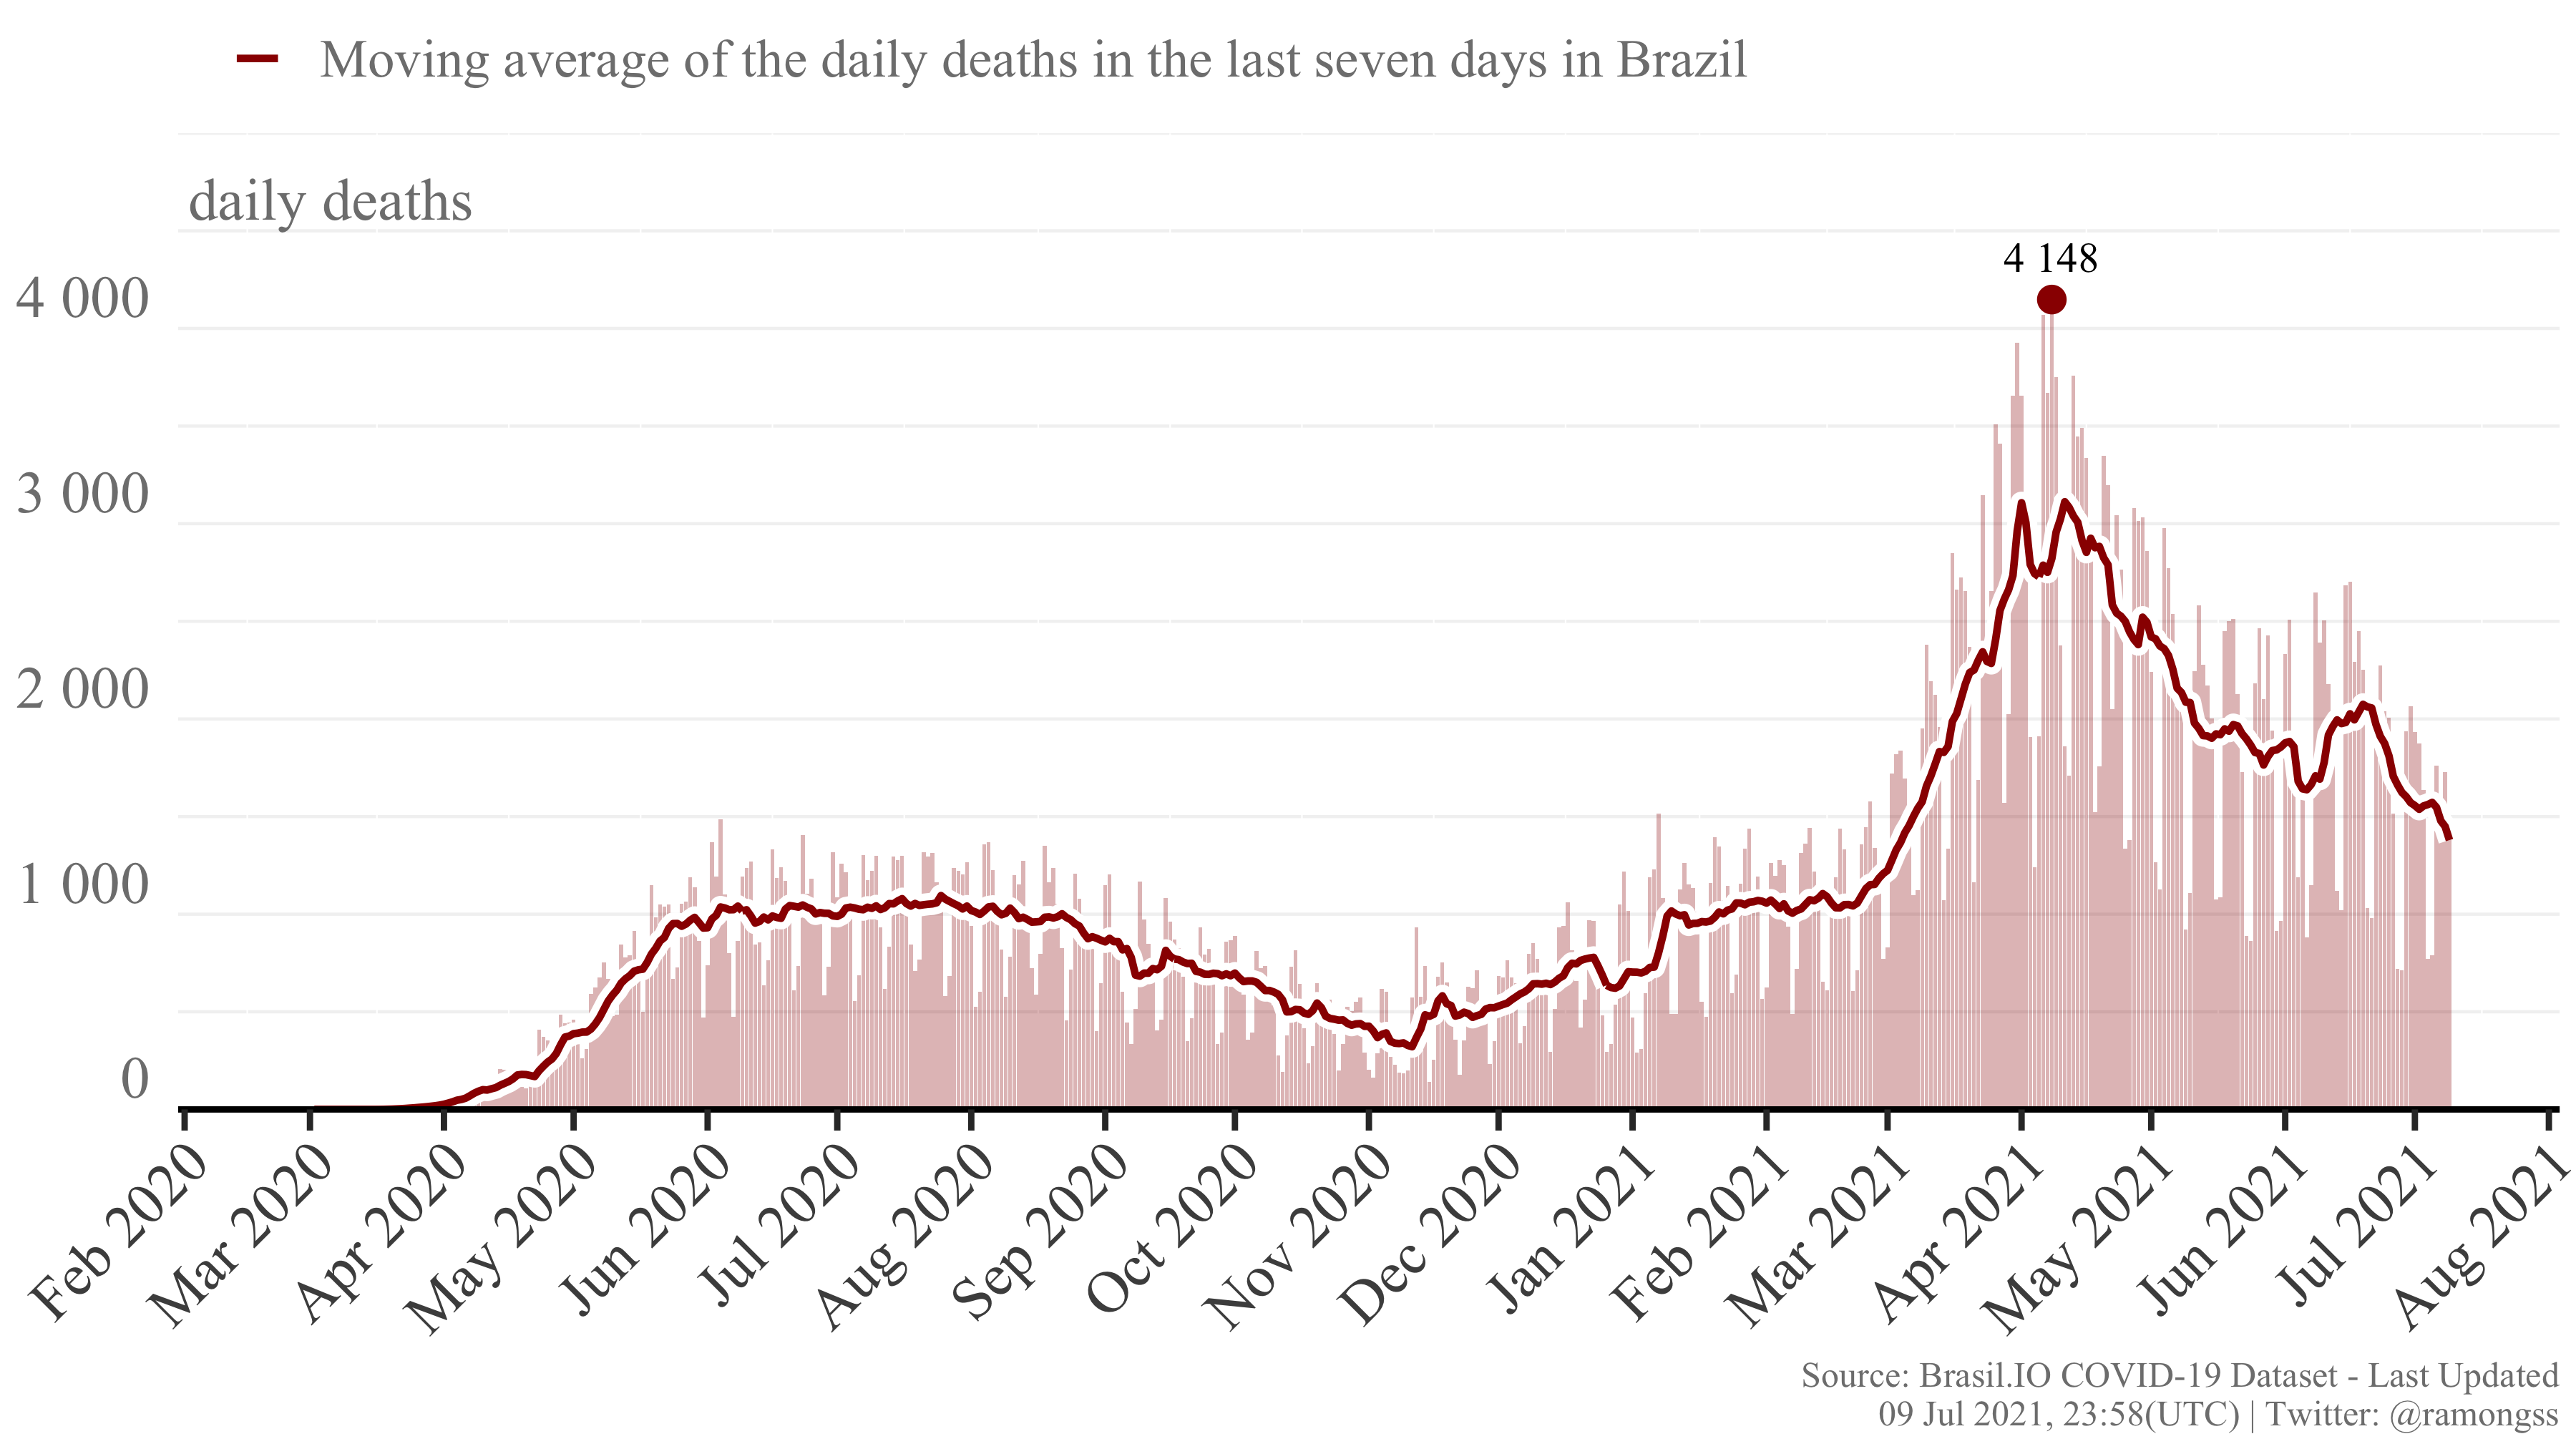 Moving average of the daily deaths in the last seven days in Brazil
daily deaths
4 148
4 000
3 000
2 000
1 000
0
Feb 2020
Mar 2020
Apr 2020
May 2020
Jun 2020
Jul 2020
Aug 2020
Sep 2020
Oct 2020
Nov 2020
Dec 2020
Jan 2021
Feb 2021
Mar 2021
Apr 2021
May 2021
Jun 2021
Jul 2021
Aug 2021
Source: Brasil.IO COVID-19 Dataset - Last Updated
09 Jul 2021, 23:58(UTC) | Twitter: @ramongss